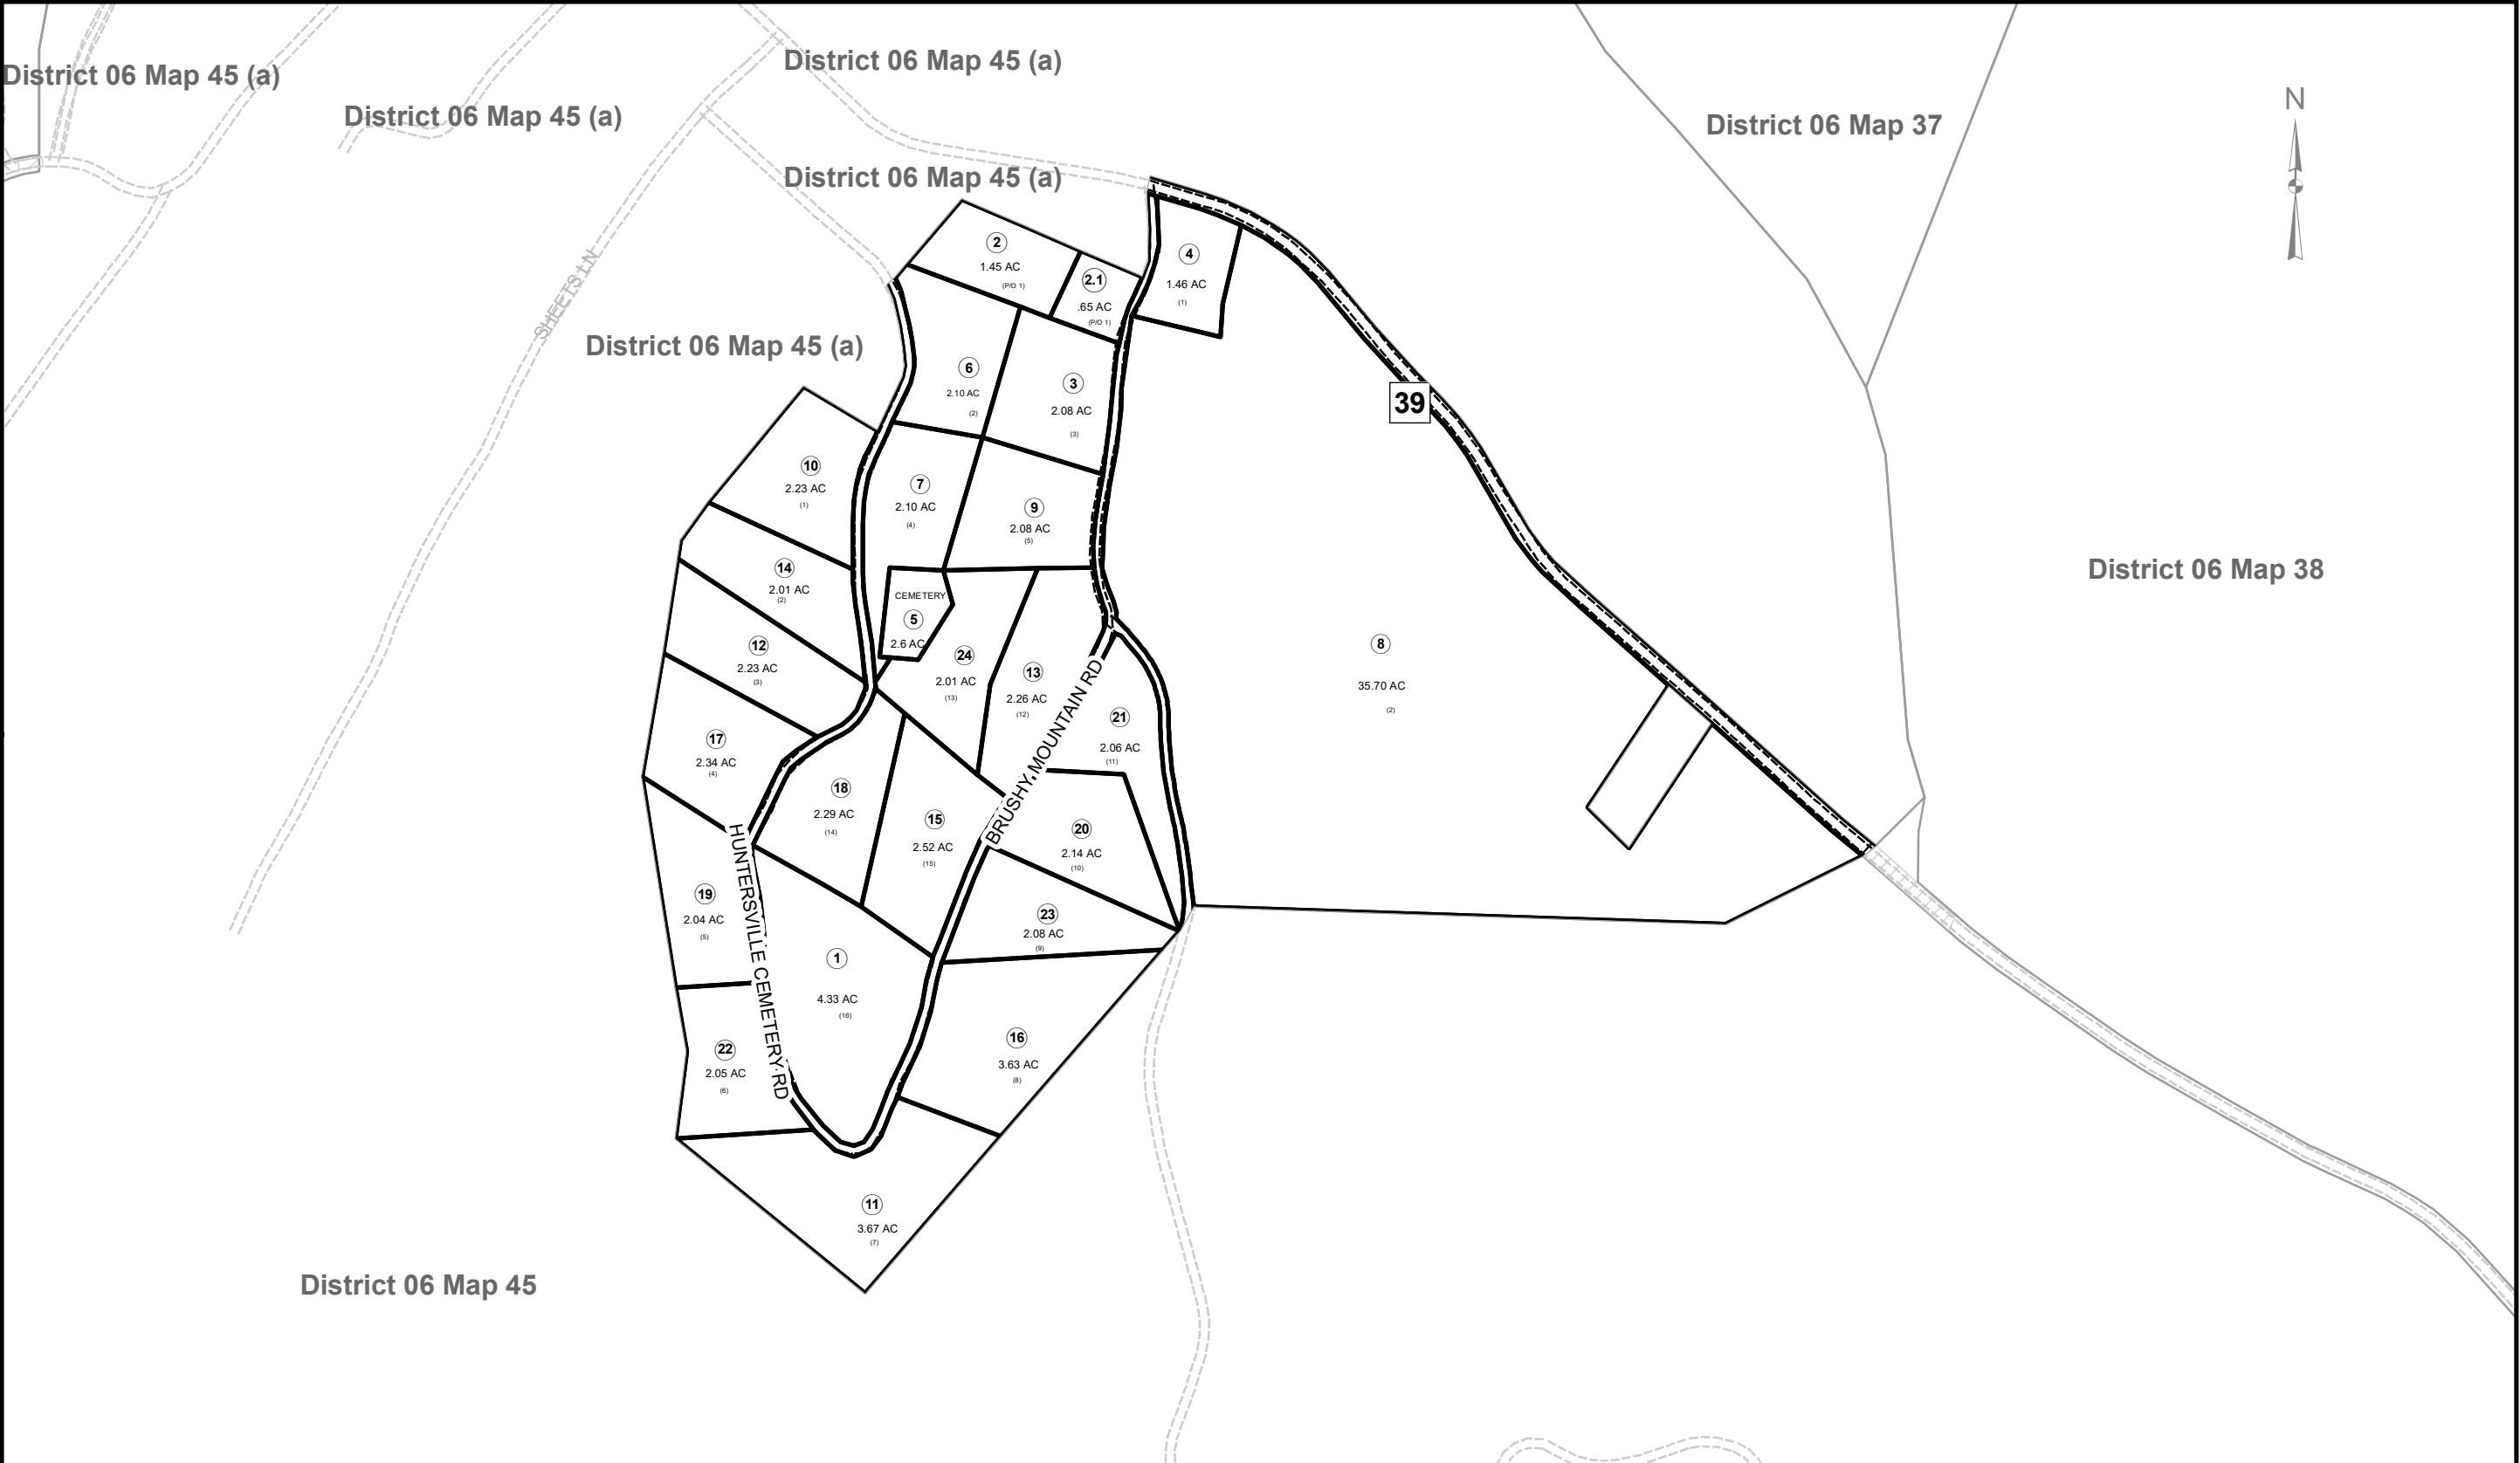 District 06 Map 45 (a)
District 06 Map 45 (a)
District 06 Map 45 (a)
District 06 Map 45 (a)
District 06 Map 37
N
SHEETS LN
District 06 Map 45 (a)
2
1.45 AC
(P/O 1)
2.1
.65 AC
(P/O 1)
4
1.46 AC
(1)
6
2.10 AC
(2)
3
2.08 AC
(3)
39
10
2.23 AC
(1)
7
2.10 AC
(4)
9
2.08 AC
(5)
District 06 Map 38
14
2.01 AC
(2)
CEMETERY
5
2.6 AC
12
2.23 AC
(3)
24
2.01 AC
(13)
13
2.26 AC
(12)
BRUSHY MOUNTAIN RD
21
2.06 AC
(11)
8
35.70 AC
(2)
17
2.34 AC
(4)
18
2.29 AC
(14)
15
2.52 AC
(15)
20
2.14 AC
(10)
HUNTERSVILLE CEMETERY RD
19
2.04 AC
(5)
23
2.08 AC
(9)
1
4.33 AC
(16)
22
2.05 AC
(6)
16
3.63 AC
(8)
11
3.67 AC
(7)
District 06 Map 45